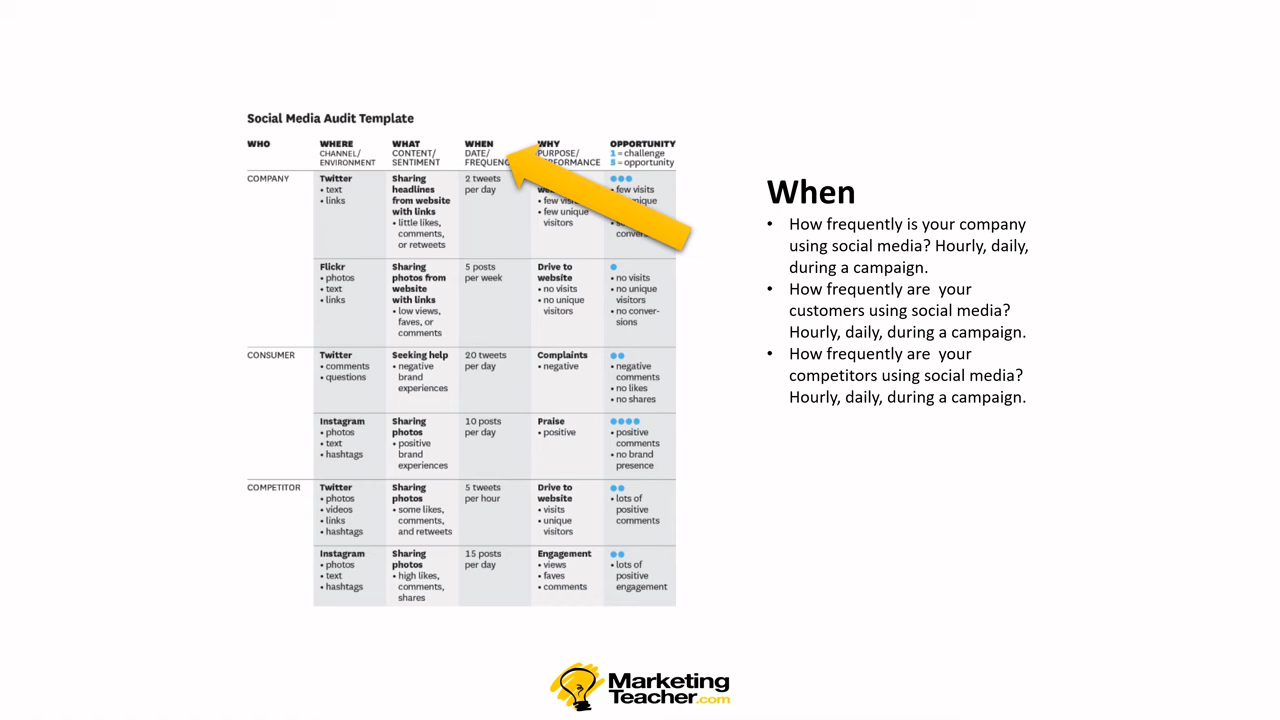 Social Media Audit Template
WHO
WHERE
CHANNEL/
ENVIRONMENT
WHAT
CONTENT/
SENTIMENT
WHEN
DATE/
WHY
PURPOSE/
OPPORTUNITY
1 = challenge
5 = opportunity
COMPANY
Twitter
• text
• links
Sharing
headlines
from website
with links
• little likes,
comments,
or retweets
2 tweets
per day
• few
• few unique
visitors
• few visits
Flickr
• photos
• text
• links
Sharing
photos from
website
with links
• low views,
faves, or
comments
5 posts
per week
Drive to
website
• no visits
• no unique
visitors
• no visits
• no unique
visitors
• no conver-
sions
CONSUMER
Twitter
• comments
• questions
Seeking help
• negative
brand
experiences
20 tweets
per day
Complaints
• negative
• negative
comments
• no likes
• no shares
Instagram
• photos
• text
• hashtags
Sharing
photos
• positive
brand
experiences
10 posts
per day
Praise
• positive
• positive
comments
• no brand
presence
COMPETITOR
Twitter
• photos
• videos
• links
• hashtags
Sharing
photos
• some likes,
comments,
and retweets
5 tweets
per hour
Drive to
website
• visits
• unique
visitors
• lots of
positive
comments
Instagram
• photos
• text
• hashtags
Sharing
photos
• high likes,
comments,
shares
15 posts
per day
Engagement
• views
• faves
• comments
• lots of
positive
engagement
When
• How frequently is your company
using social media? Hourly, daily,
during a campaign.
• How frequently are your
customers using social media?
Hourly, daily, during a campaign.
• How frequently are your
competitors using social media?
Hourly, daily, during a campaign.
Marketing
Teacher.com